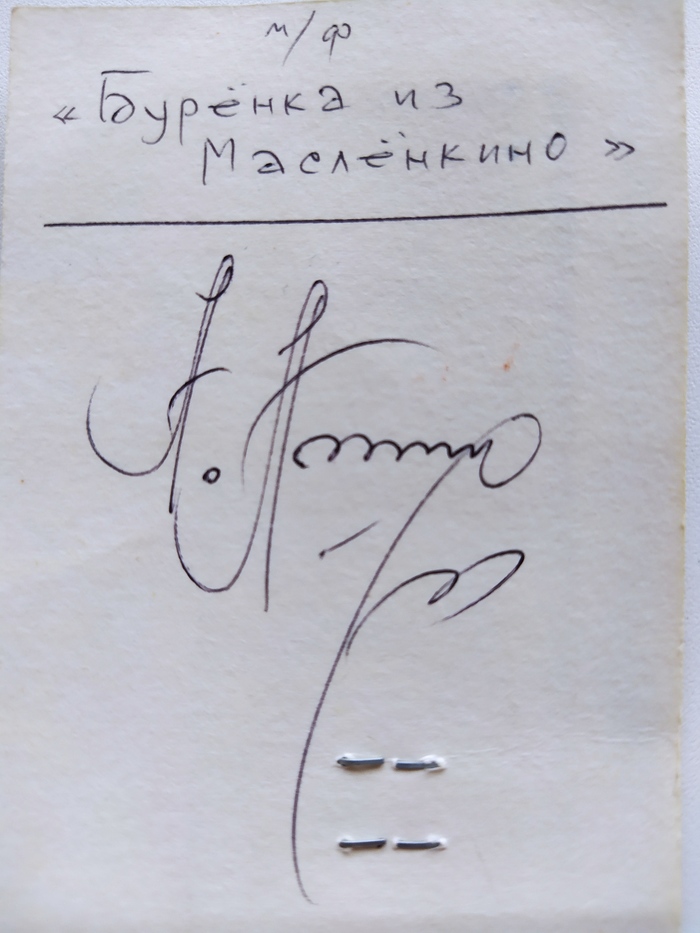 м/ф
«Бурёнка из
Маслёнкино»